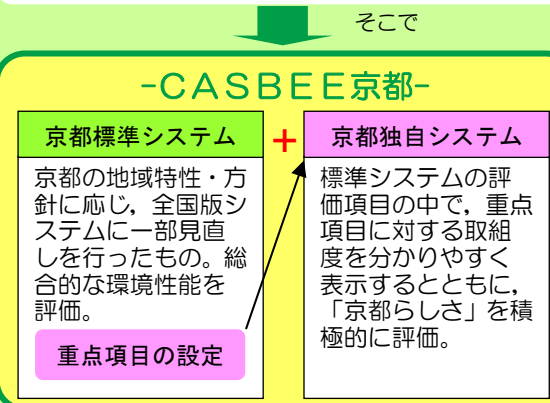 そこで
-CASBEE京都-
京都標準システム
京都の地域特性・方
針に応じ，全国版シ
ステムに一部見直
しを行ったもの。総
合的な環境性能を
評価。
重点項目の設定
+
京都独自システム
標準システムの評
価項目の中で，重点
項目に対する取組
度を分かりやすく
表示するとともに，
「京都らしさ」を積
極的に評価。